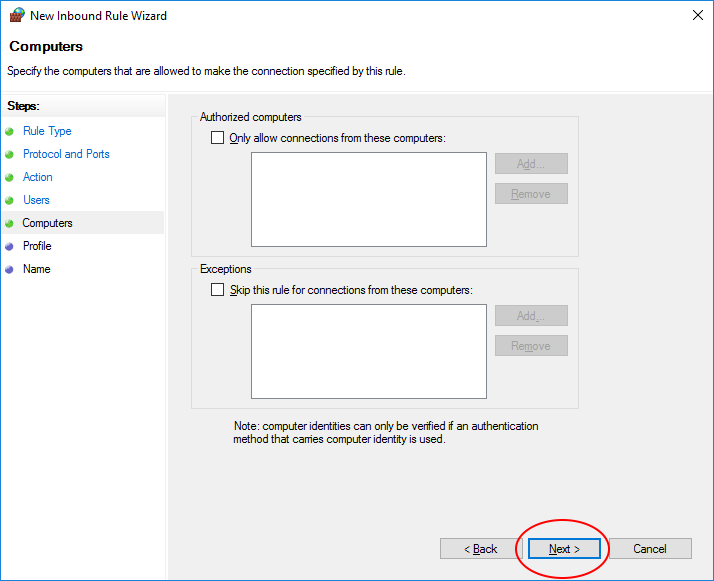 New Inbound Rule Wizard
Computers
Specify the computers that are allowed to make the connection specified by this rule.
Steps:
Rule Type
Protocol and Ports
Action
Users
Computers
Profile
Name
Authorized computers
Only allow connections from these computers:
Add...
Remove
Exceptions
Skip this rule for connections from these computers:
Add...
Remove
Note: computer identities can only be verified if an authentication
method that carries computer identity is used.
< Back
Next >
Cancel